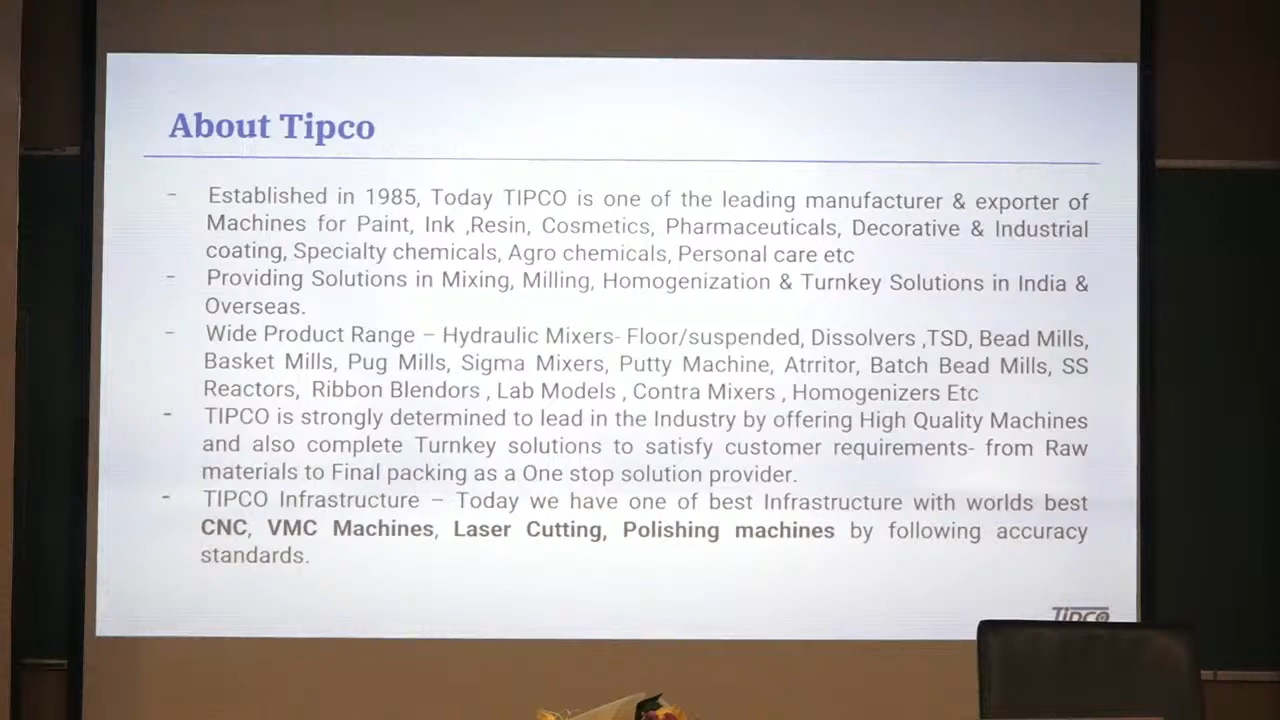 About Tipco
- Established in 1985, Today TIPCO is one of the leading manufacturer & exporter of
Machines for Paint, Ink ,Resin, Cosmetics, Pharmaceuticals, Decorative & Industrial
coating, Specialty chemicals, Agro chemicals, Personal care etc
- Providing Solutions in Mixing, Milling, Homogenization & Turnkey Solutions in India &
Overseas.
- Wide Product Range – Hydraulic Mixers- Floor/suspended, Dissolvers ,TSD, Bead Mills,
Basket Mills, Pug Mills, Sigma Mixers, Putty Machine, Atrritor, Batch Bead Mills, SS
Reactors, Ribbon Blendors , Lab Models , Contra Mixers , Homogenizers Etc
- TIPCO is strongly determined to lead in the Industry by offering High Quality Machines
and also complete Turnkey solutions to satisfy customer requirements- from Raw
materials to Final packing as a One stop solution provider.
- TIPCO Infrastructure – Today we have one of best Infrastructure with worlds best
CNC, VMC Machines, Laser Cutting, Polishing machines by following accuracy
standards.
Tipco